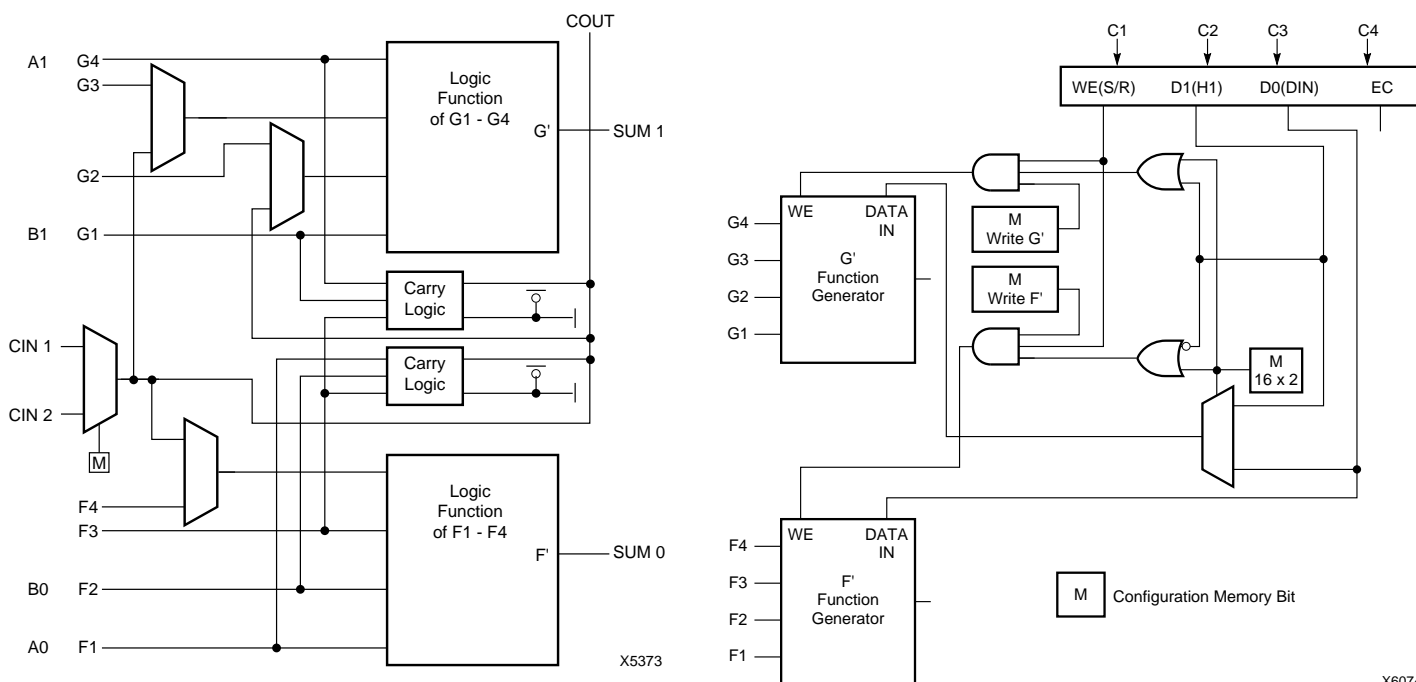 COUT
A1 G4
G3
Logic
Function
of G1 - G4
G'
SUM 1
G2
B1 G1
Carry
Logic
CIN 1
Carry
Logic
CIN 2
M
F4
F3
Logic
Function
of F1 - F4
F'
SUM 0
B0 F2
A0 F1
X5373
C1 C2 C3 C4
WE(S/R) D1(H1) D0(DIN) EC
WE DATA
IN
G4
G3
G2
G1
G'
Function
Generator
M
Write G'
M
Write F'
M
16 x 2
WE DATA
IN
F4
F3
F2
F1
F'
Function
Generator
M Configuration Memory Bit